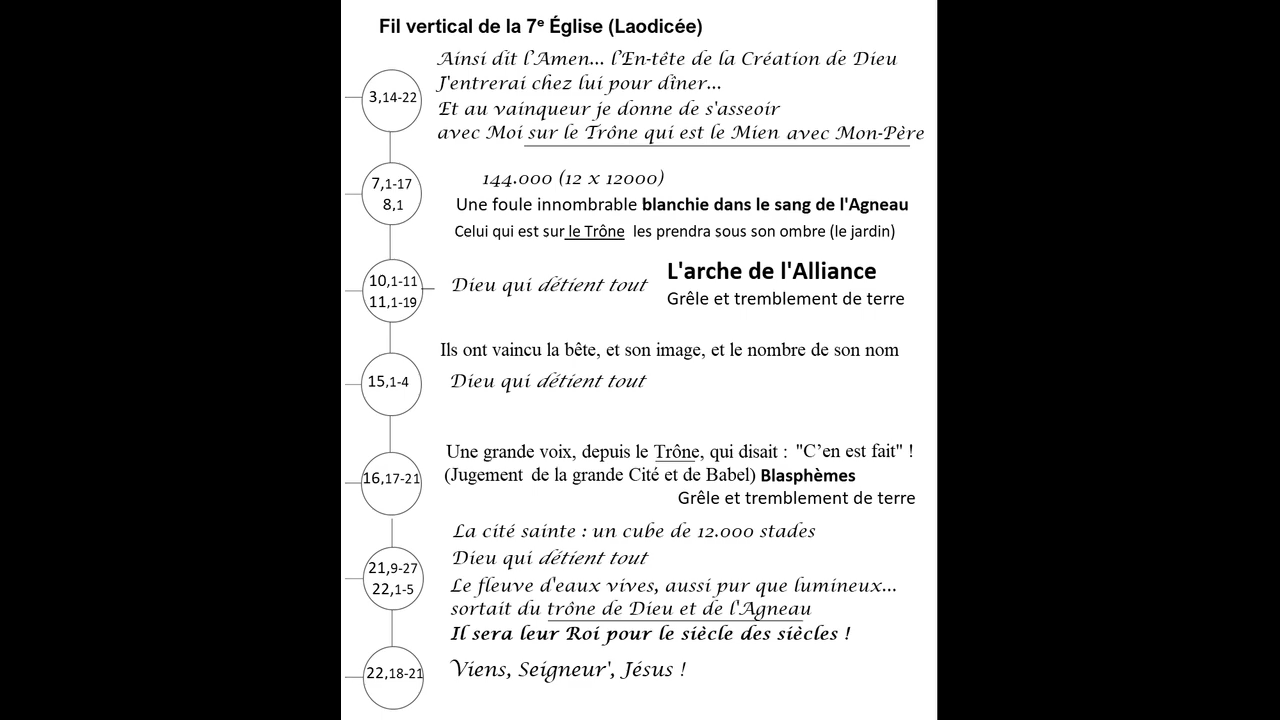 Fil vertical de la 7e Église (Laodicée)
Ainsi dit l'Amen... l'En-tête de la Création de Dieu
J'entrerai chez lui pour dîner...
3,14-22
Et au vainqueur je donne de s'asseoir
avec Moi sur le Trône qui est le Mien avec Mon-Père
7,1-17
8,1
144.000 (12 x 12000)
Une foule innombrable blanchie dans le sang de l'Agneau
Celui qui est sur le Trône les prendra sous son ombre (le jardin)
10,1-11
11,1-19
Dieu qui détient tout
L'arche de l'Alliance
Grêle et tremblement de terre
Ils ont vaincu la bête, et son image, et le nombre de son nom
15,1-4
Dieu qui détient tout
Une grande voix, depuis le Trône, qui disait : "C’en est fait" !
16,17-21
(Jugement de la grande Cité et de Babel) Blasphèmes
Grêle et tremblement de terre
La cité sainte : un cube de 12.000 stades
21,9-27
22,1-5
Dieu qui détient tout
Le fleuve d'eaux vives, aussi pur que lumineux...
sortait du trône de Dieu et de l'Agneau
Il sera leur Roi pour le siècle des siècles !
22,18-21
Viens, Seigneur', Jésus !